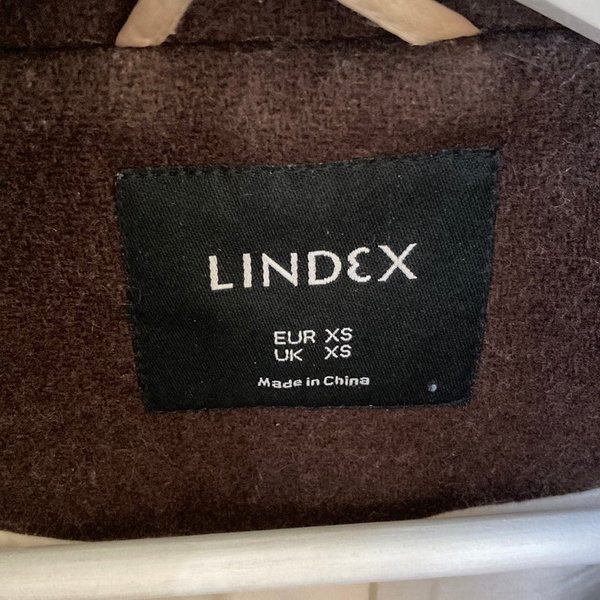 LINDEX
EUR XS
UK XS
Made in China